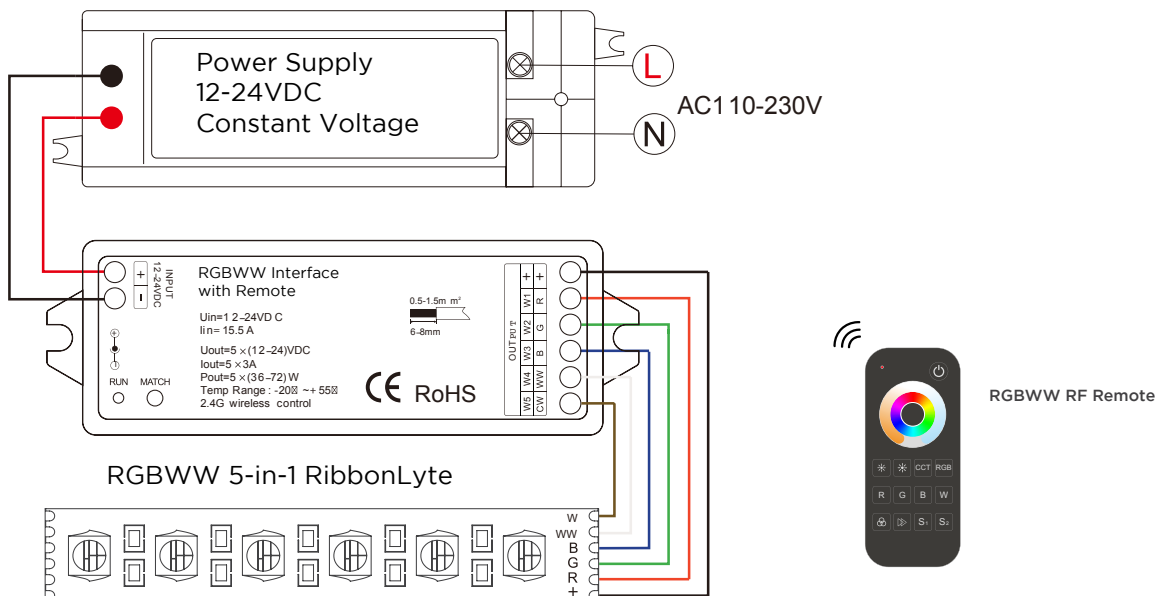 Power Supply
12-24VDC
Constant Voltage
L
N
AC110-230V
+
−
INPUT
12-24VDC
RGBWW Interface
with Remote
Uin=12-24VDC
Iin=15.5A
Uout=5×(12-24)VDC
Iout=5×3A
Pout=5×(36-72)W
Temp Range : -20⍰ ~+55⍰
2.4G wireless control
RUN
MATCH
0.5-1.5m m²
6-8mm
CE RoHS
OUTPUT
+ +
W1 R
W2 G
W3 B
W4 WW
W5 CW
RGBWW 5-in-1 RibbonLyte
W
WW
B
G
R
+
CCT RGB
R G B W
S1 S2
RGBWW RF Remote